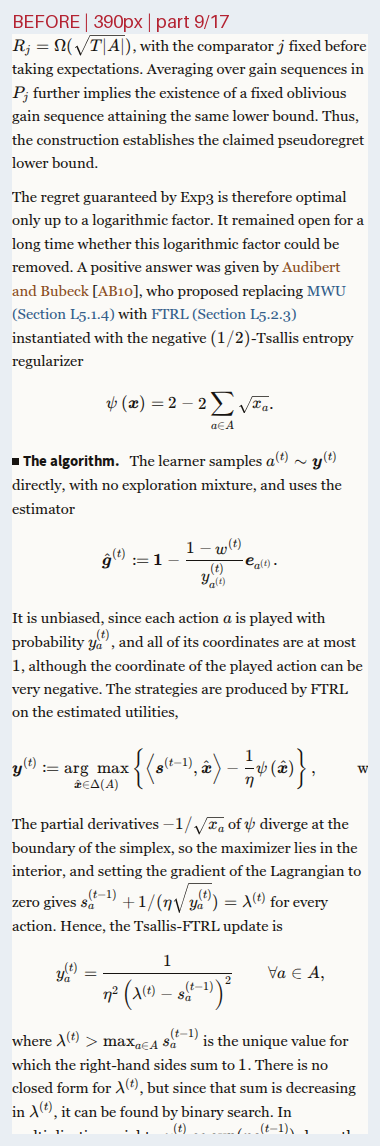 BEFORE | 390px | part 9/17
R_j = Ω(√(T|A|)), with the comparator j fixed before
taking expectations. Averaging over gain sequences in
P_j further implies the existence of a fixed oblivious
gain sequence attaining the same lower bound. Thus,
the construction establishes the claimed pseudoregret
lower bound.
The regret guaranteed by Exp3 is therefore optimal
only up to a logarithmic factor. It remained open for a
long time whether this logarithmic factor could be
removed. A positive answer was given by Audibert
and Bubeck [AB10], who proposed replacing MWU
(Section L5.1.4) with FTRL (Section L5.2.3)
instantiated with the negative (1/2)-Tsallis entropy
regularizer
ψ (x) = 2 − 2 ∑_{a∈A} √x_a.
■ The algorithm. The learner samples a^(t) ∼ y^(t)
directly, with no exploration mixture, and uses the
estimator
ĝ^(t) := 1 − (1 − w^(t)) / y^(t)_{a^(t)} e_{a^(t)}.
It is unbiased, since each action a is played with
probability y_a^(t), and all of its coordinates are at most
1, although the coordinate of the played action can be
very negative. The strategies are produced by FTRL
on the estimated utilities,
y^(t) := arg max_{x̂∈Δ(A)} {⟨s^(t−1), x̂⟩ − 1/η ψ (x̂)}, w
The partial derivatives −1/√x_a of ψ diverge at the
boundary of the simplex, so the maximizer lies in the
interior, and setting the gradient of the Lagrangian to
zero gives s_a^(t−1) + 1/(η√(y_a^(t))) = λ^(t) for every
action. Hence, the Tsallis-FTRL update is
y_a^(t) = 1 / (η² (λ^(t) − s_a^(t−1))²) ∀a ∈ A,
where λ^(t) > max_{a∈A} s_a^(t−1) is the unique value for
which the right-hand sides sum to 1. There is no
closed form for λ^(t), but since that sum is decreasing
in λ^(t), it can be found by binary search. In